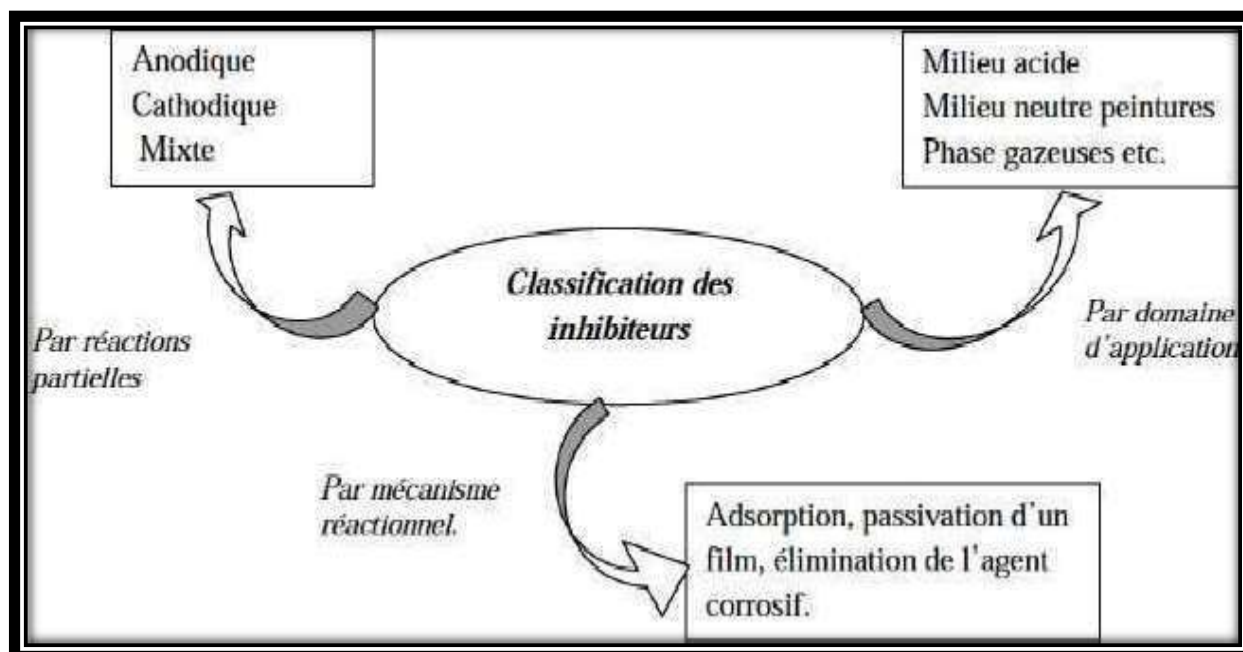 Anodique
Cathodique
Mixte
Milieu acide
Milieu neutre peintures
Phase gazeuses etc.
Classification des
inhibiteurs
Par réactions
partielles
Par domaine
d'application
Par mécanisme
réactionnel.
Adsorption, passivation d'un
film, élimination de l'agent
corrosif.